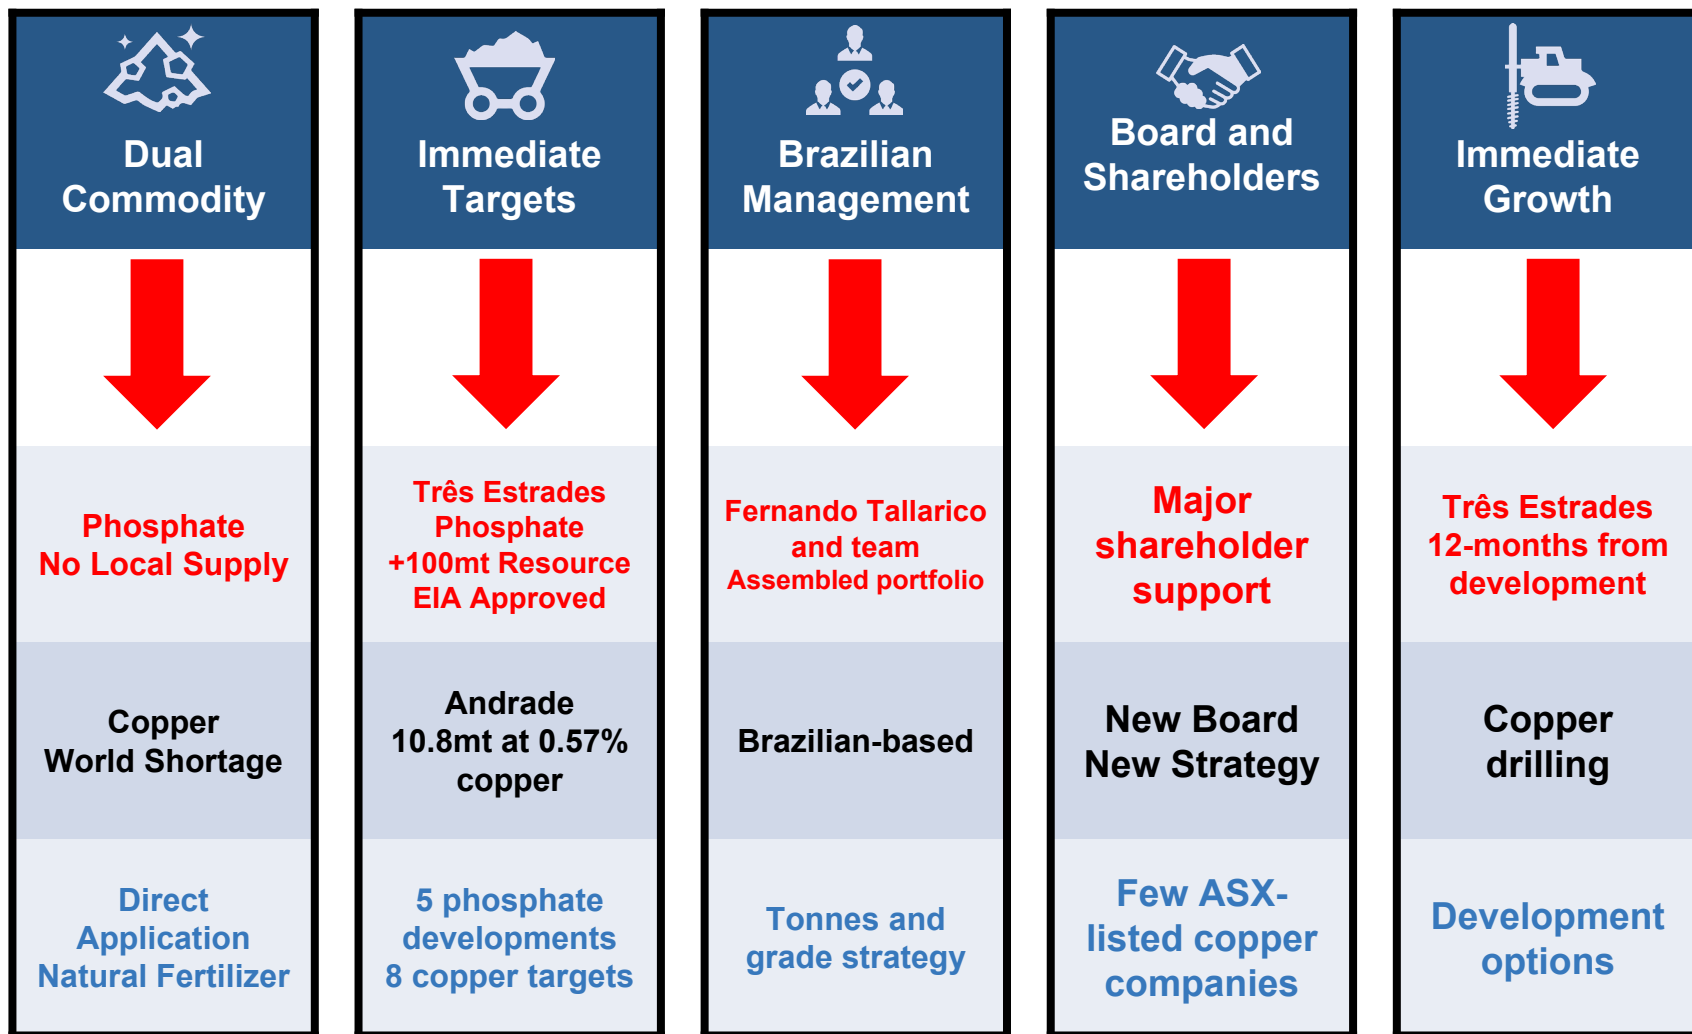 Dual
Commodity
Phosphate
No Local Supply
Copper
World Shortage
Direct
Application
Natural Fertilizer
Immediate
Targets
Três Estrades
Phosphate
+100mt Resource
EIA Approved
Andrade
10.8mt at 0.57%
copper
5 phosphate
developments
8 copper targets
Brazilian
Management
Fernando Tallarico
and team
Assembled portfolio
Brazilian-based
Tonnes and
grade strategy
Board and
Shareholders
Major
shareholder
support
New Board
New Strategy
Few ASX-
listed copper
companies
Immediate
Growth
Três Estrades
12-months from
development
Copper
drilling
Development
options